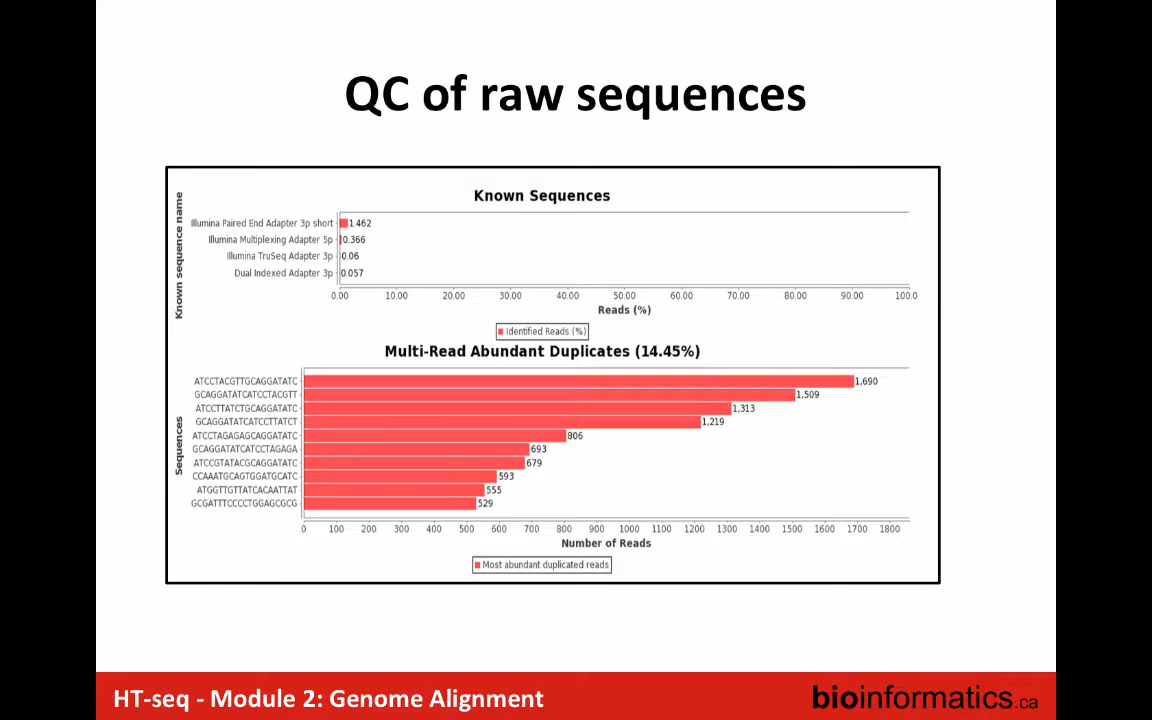 QC of raw sequences
Known Sequences
Known sequence name
Illumina Paired End Adapter 3p short 1.462
Illumina Multiplexing Adapter 5p 0.366
Illumina TruSeq Adapter 3p 0.06
Dual Indexed Adapter 3p 0.057
0.00 10.00 20.00 30.00 40.00 50.00 60.00 70.00 80.00 90.00 100.0
Reads (%)
Identified Reads (%)
Multi-Read Abundant Duplicates (14.45%)
Sequences
ATCCTACGTTGCAGGATATC 1,690
GCAGGATATCATCCTACGTT 1,509
ATCCTTATCTGCAGGATATC 1,313
GCAGGATATCATCCTTATCT 1,219
ATCCTAGAGAGCAGGATATC 806
GCAGGATATCATCCTAGAGA 693
ATCCGTATACGCAGGATATC 679
CCAAATGCAGTGGATGCATC 593
ATGGTTGTTATCACAATTAT 555
GCGATTTCCCCTGGAGCGCG 529
0 100 200 300 400 500 600 700 800 900 1000 1100 1200 1300 1400 1500 1600 1700 1800
Number of Reads
Most abundant duplicated reads
HT-seq - Module 2: Genome Alignment
bioinformatics.ca